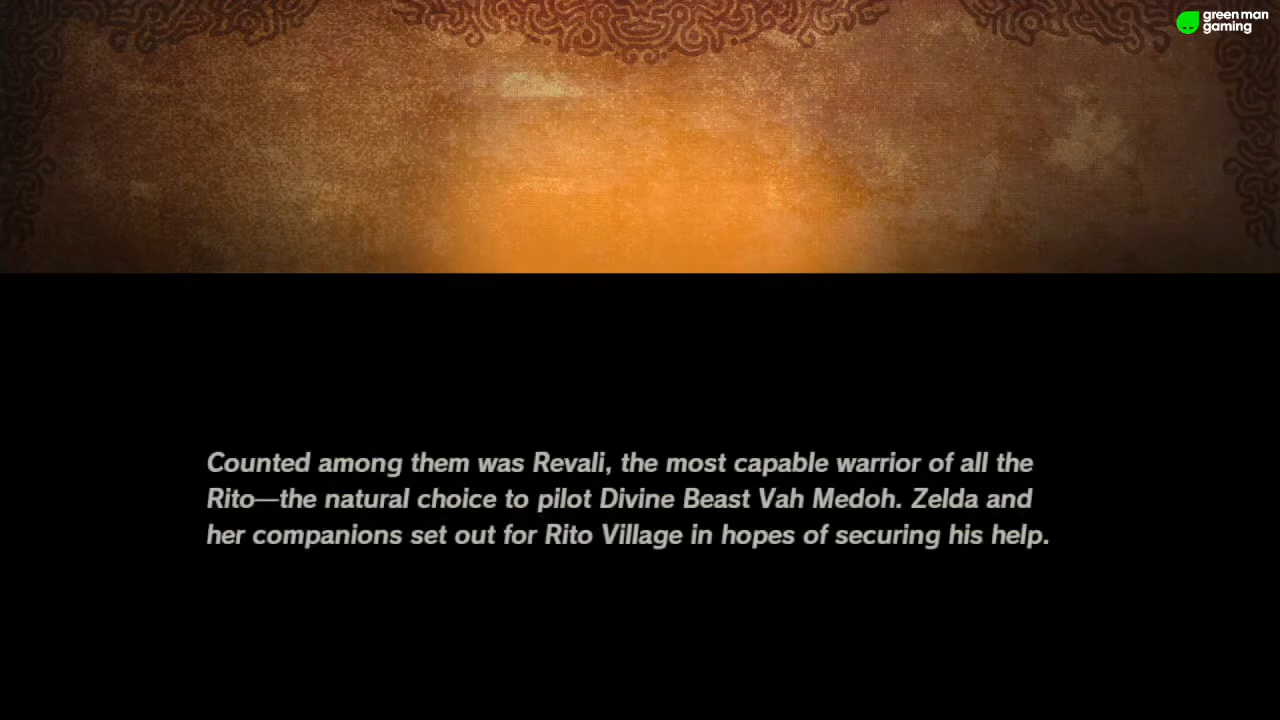 green man
gaming
Counted among them was Revali, the most capable warrior of all the
Rito—the natural choice to pilot Divine Beast Vah Medoh. Zelda and
her companions set out for Rito Village in hopes of securing his help.